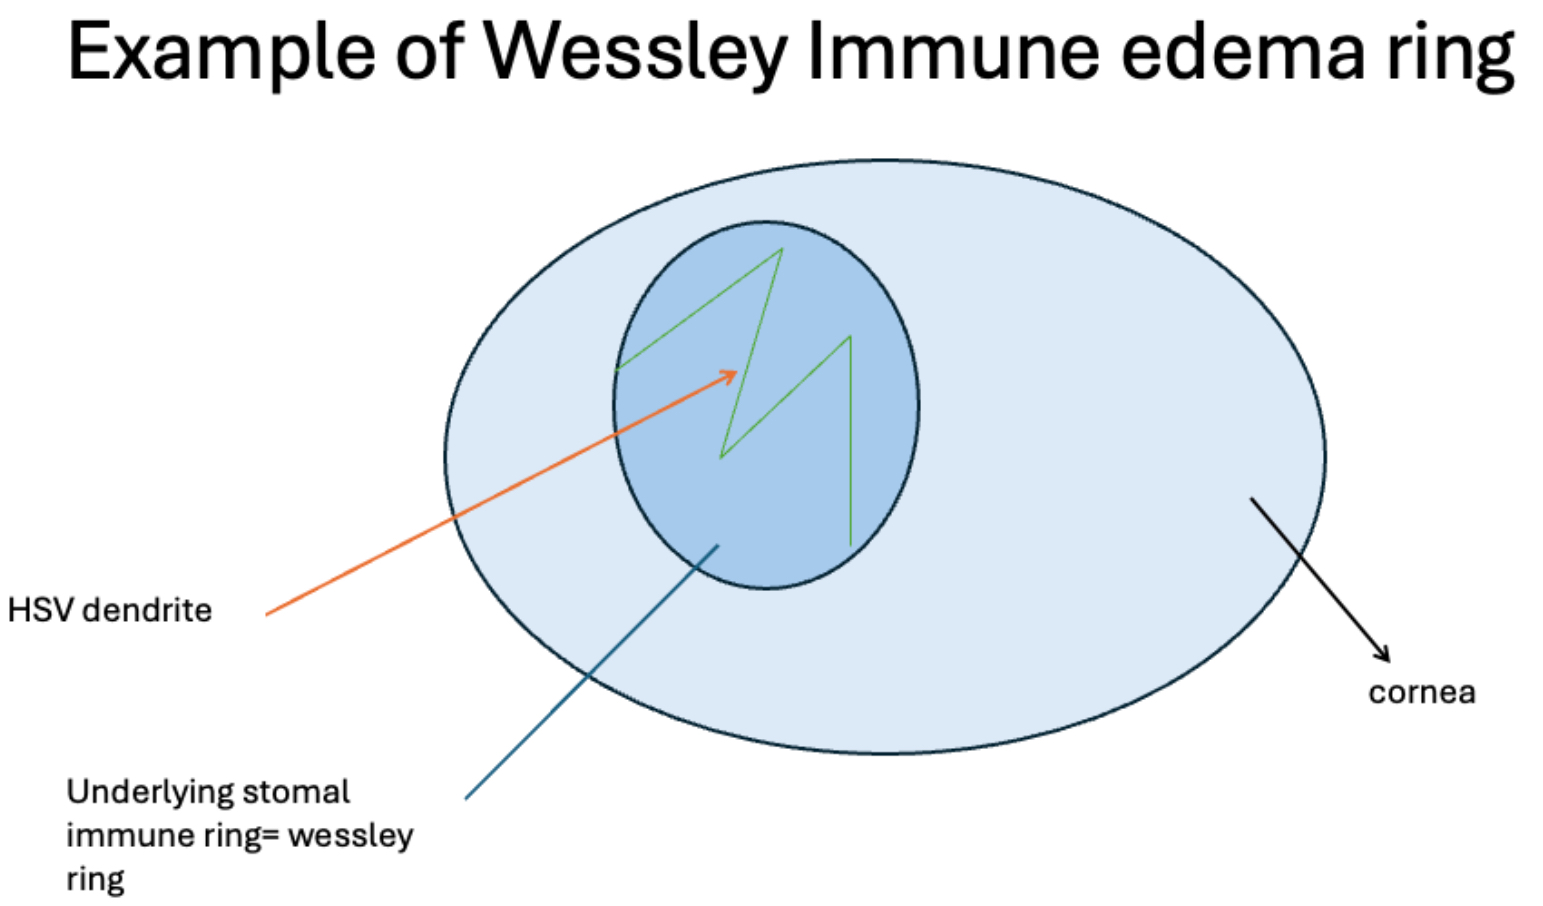 Example of Wessley Immune edema ring
HSV dendrite
cornea
Underlying stomal
immune ring= wessley
ring